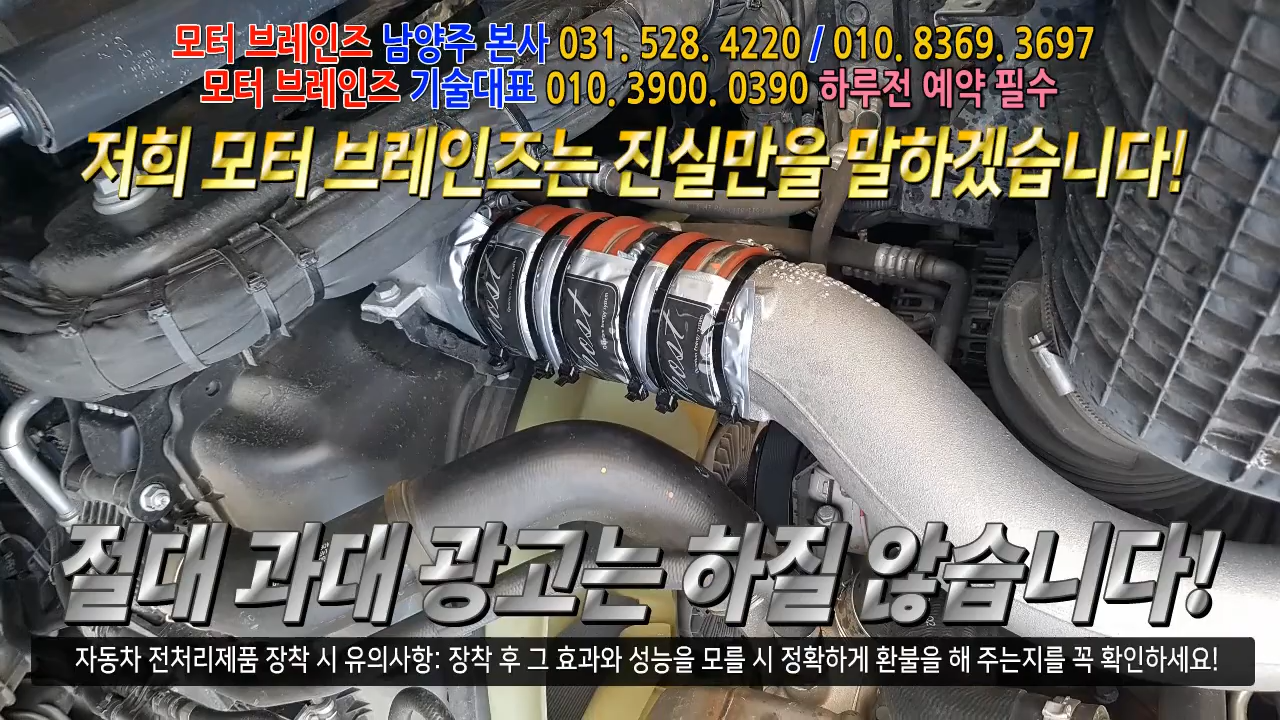 모터 브레인즈 남양주 본사 031. 528. 4220 / 010. 8369. 3697
모터 브레인즈 기술대표 010. 3900. 0390 하루전 예약 필수
저희 모터 브레인즈는 진실만을 말하겠습니다!
절대 과대 광고는 하질 않습니다!
자동차 전처리제품 장착 시 유의사항: 장착 후 그 효과와 성능을 모를 시 정확하게 환불을 해 주는지를 꼭 확인하세요!